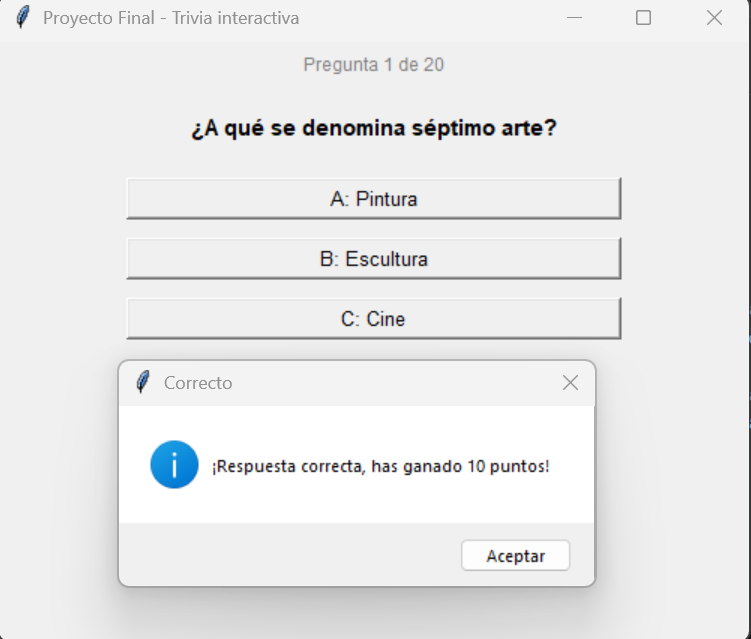 Proyecto Final - Trivia interactiva
Pregunta 1 de 20
¿A qué se denomina séptimo arte?
A: Pintura
B: Escultura
C: Cine
Correcto
¡Respuesta correcta, has ganado 10 puntos!
Aceptar